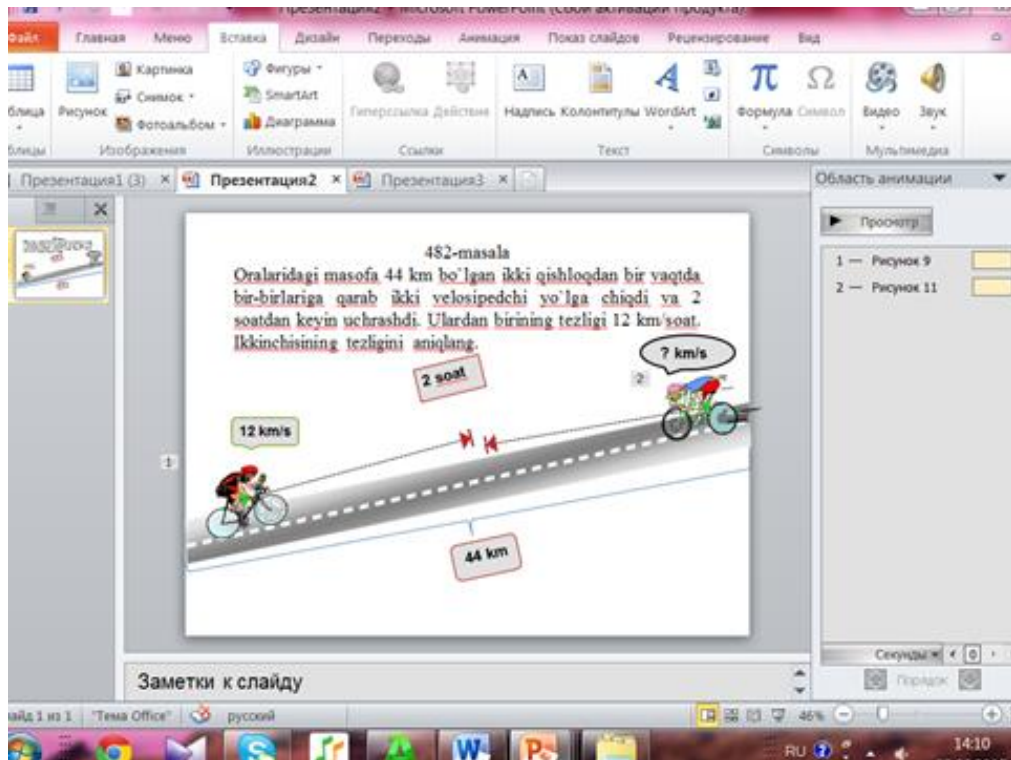 Презентация2 - Microsoft PowerPoint (Сбой активации продукта)
Файл Главная Меню Вставка Дизайн Переходы Анимация Показ слайдов Рецензирование Вид
Картинка
Снимок
Фотоальбом
Рисунок
Фигуры
SmartArt
Диаграмма
Гиперссылка Действие
Надпись Колонтитулы WordArt
Формула Символ
Видео Звук
Изображения Иллюстрации Ссылки Текст Символы Мультимедиа
Презентация1 (3) Презентация2 Презентация3
Область анимации
Просмотр
1 — Рисунок 9
2 — Рисунок 11
482-masala
Oralaridagi masofa 44 km bo`lgan ikki qishloqdan bir vaqtda
bir-birlariga qarab ikki velosipedchi yo`lga chiqdi va 2
soatdan keyin uchrashdi. Ulardan birining tezligi 12 km/soat.
Ikkinchisining tezligini aniqlang.
? km/s
2 soat
2
12 km/s
1
44 km
Секунды 0
Порядок
Заметки к слайду
1 из 1 "Тема Office" русский 46%
RU 14:10